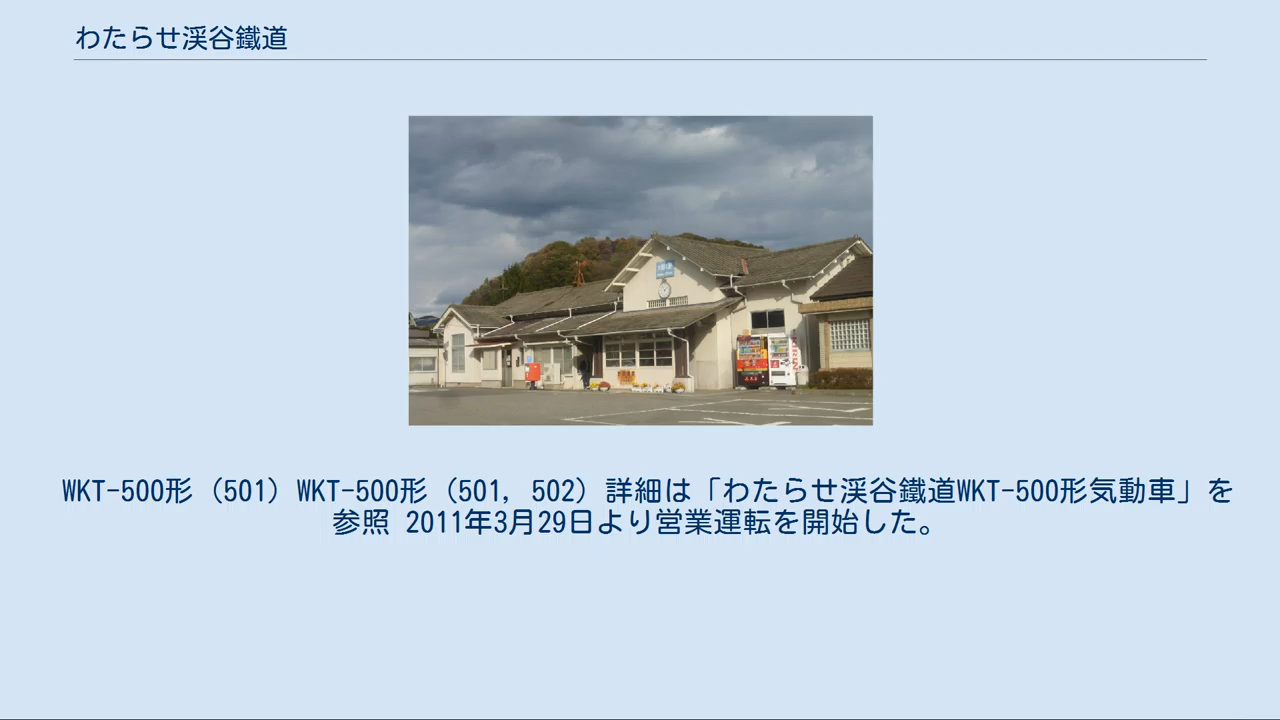 わたらせ渓谷鐵道
WKT-500形（501）WKT-500形（501, 502）詳細は「わたらせ渓谷鐵道WKT-500形気動車」を
参照 2011年3月29日より営業運転を開始した。